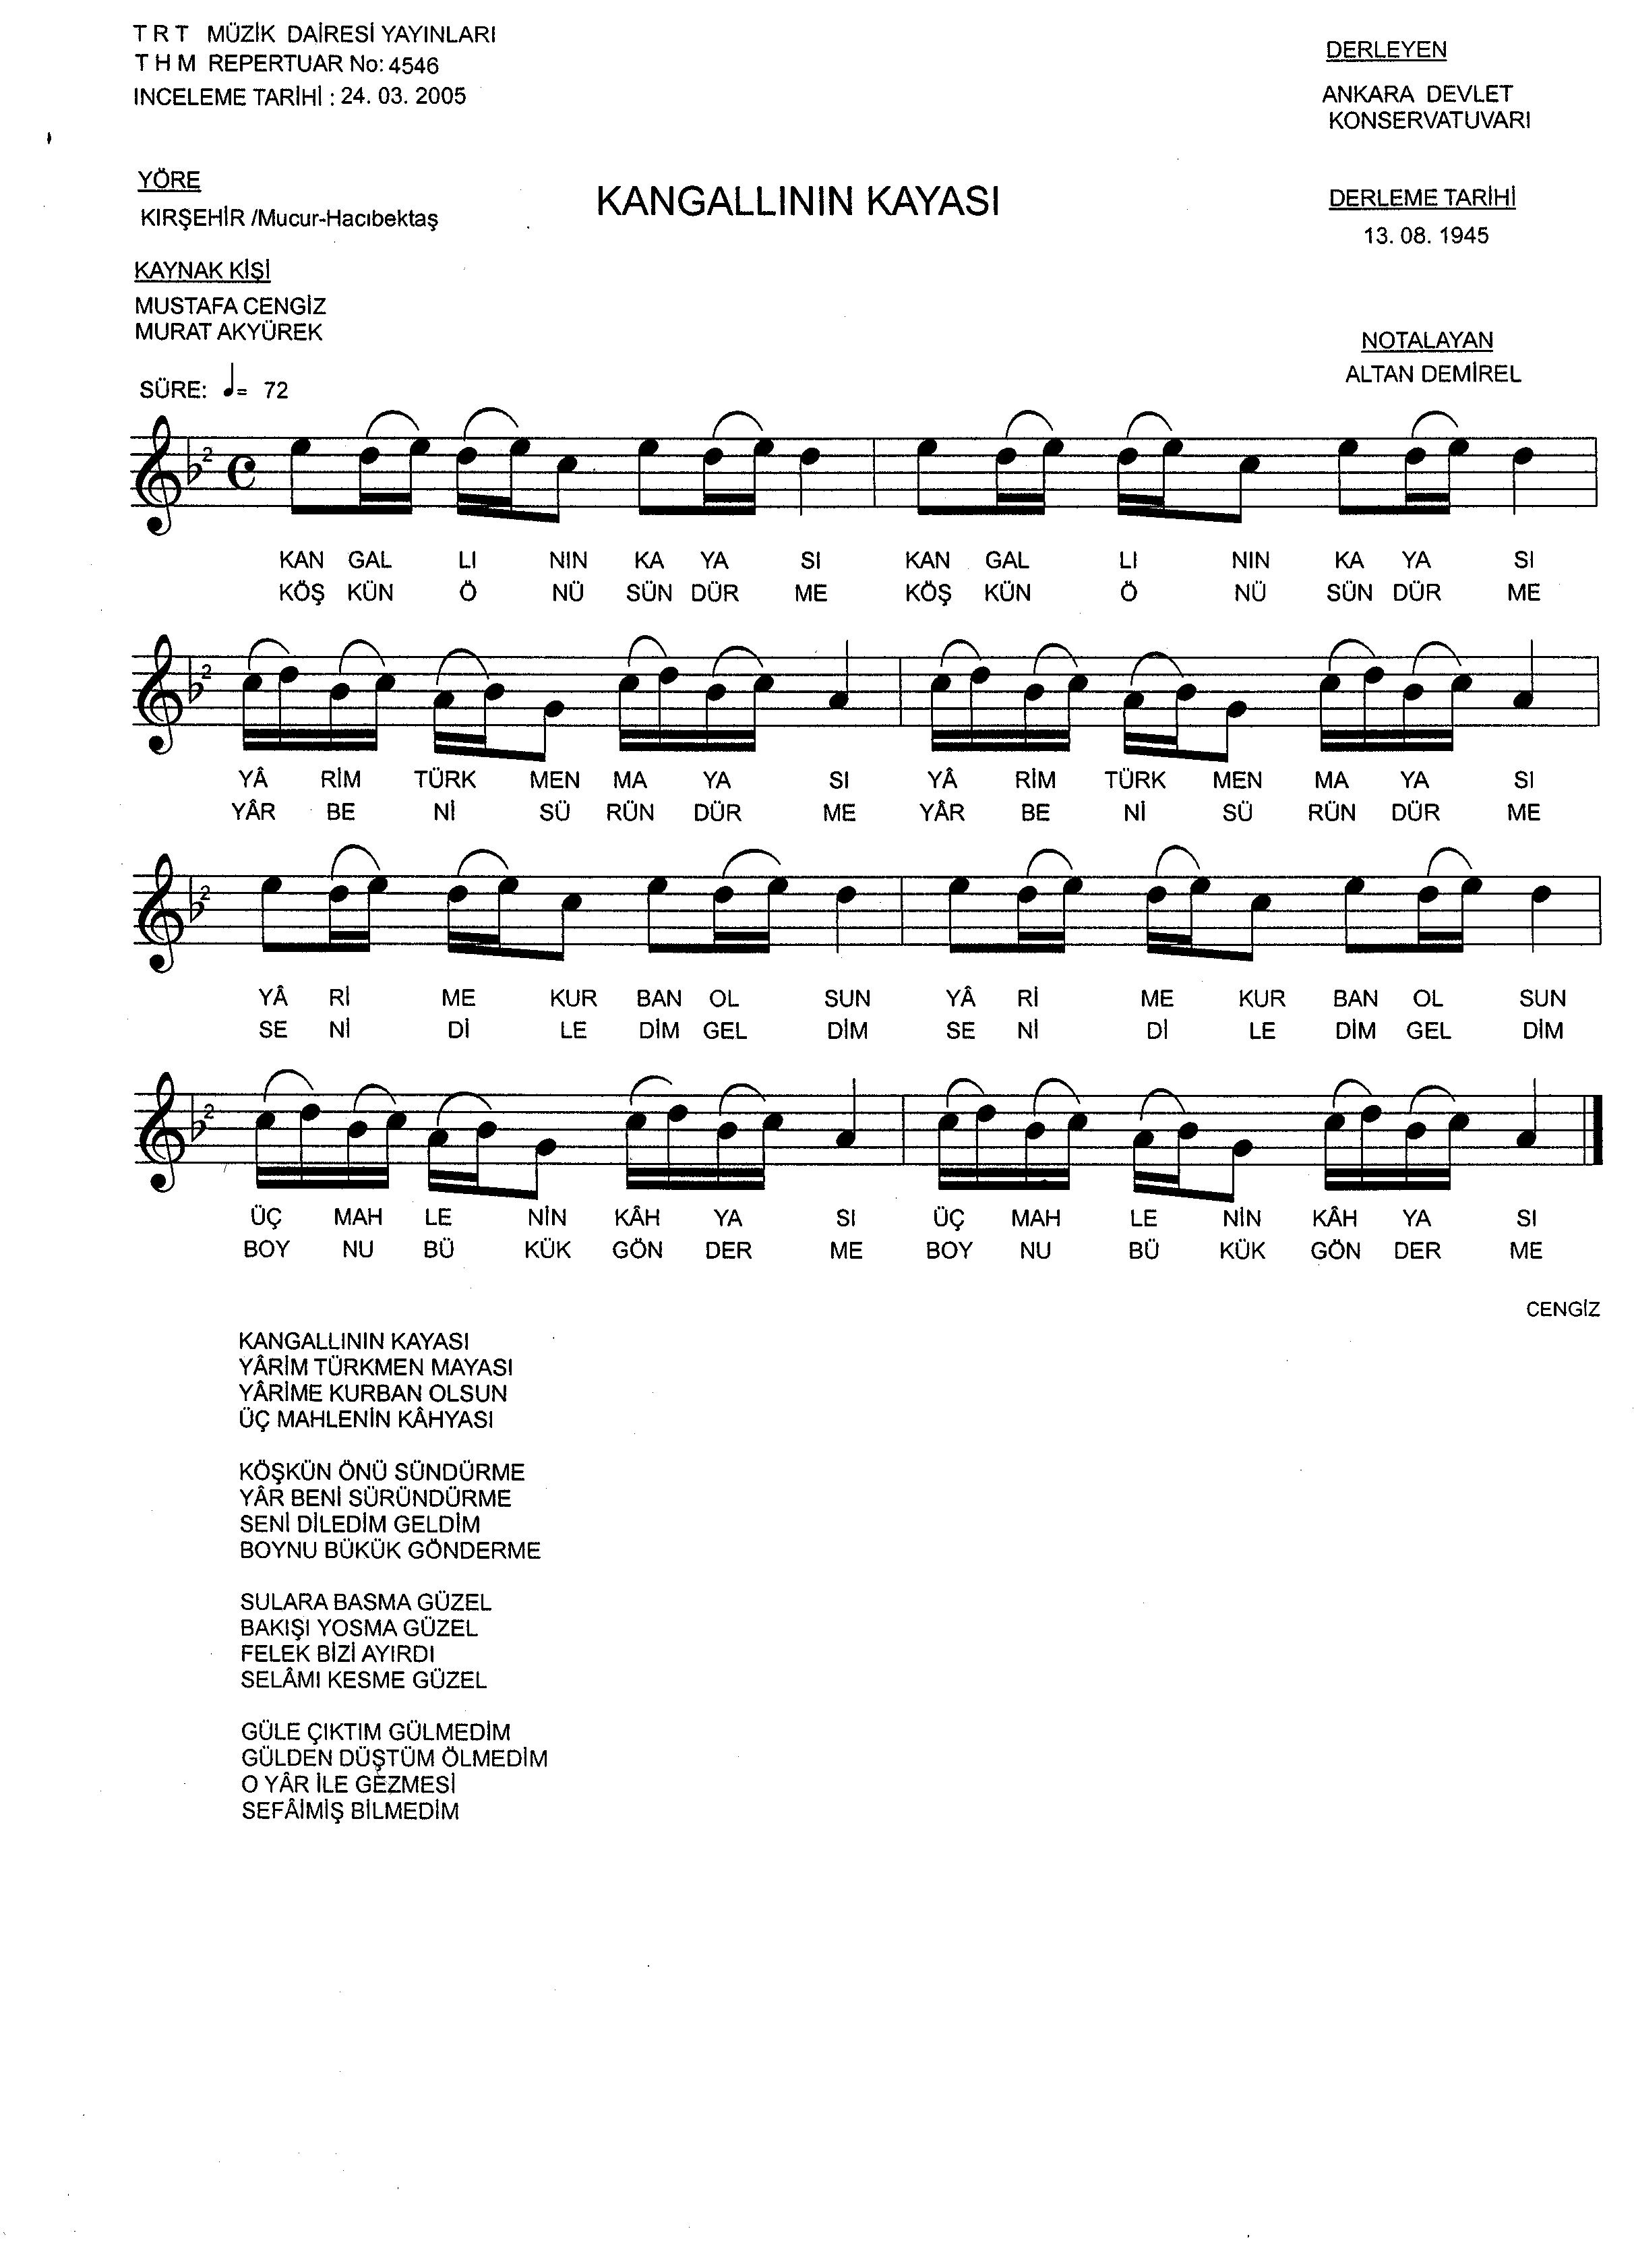 T R T MÜZİK DAİRESİ YAYINLARI
T H M REPERTUAR No: 4546
INCELEME TARİHİ : 24. 03. 2005
DERLEYEN
ANKARA DEVLET
KONSERVATUVARI
YÖRE
KIRŞEHİR /Mucur-Hacıbektaş
KANGALLININ KAYASI
DERLEME TARİHİ
13. 08. 1945
KAYNAK KİŞİ
MUSTAFA CENGİZ
MURAT AKYÜREK
NOTALAYAN
ALTAN DEMİREL
SÜRE: ♩= 72
2
KAN GAL LI NIN KA YA SI KAN GAL LI NIN KA YA SI
KÖŞ KÜN Ö NÜ SÜN DÜR ME KÖŞ KÜN Ö NÜ SÜN DÜR ME
2
YÂ RİM TÜRK MEN MA YA SI YÂ RİM TÜRK MEN MA YA SI
YÂR BE Nİ SÜ RÜN DÜR ME YÂR BE Nİ SÜ RÜN DÜR ME
2
YÂ Rİ ME KUR BAN OL SUN YÂ Rİ ME KUR BAN OL SUN
SE Nİ Dİ LE DİM GEL DİM SE Nİ Dİ LE DİM GEL DİM
2
ÜÇ MAH LE NİN KÂH YA SI ÜÇ MAH LE NİN KÂH YA SI
BOY NU BÜ KÜK GÖN DER ME BOY NU BÜ KÜK GÖN DER ME
CENGİZ
KANGALLININ KAYASI
YÂRİM TÜRKMEN MAYASI
YÂRİME KURBAN OLSUN
ÜÇ MAHLENİN KÂHYASI
KÖŞKÜN ÖNÜ SÜNDÜRME
YÂR BENİ SÜRÜNDÜRME
SENİ DİLEDİM GELDİM
BOYNU BÜKÜK GÖNDERME
SULARA BASMA GÜZEL
BAKIŞI YOSMA GÜZEL
FELEK BİZİ AYIRDI
SELÂMI KESME GÜZEL
GÜLE ÇIKTIM GÜLMEDİM
GÜLDEN DÜŞTÜM ÖLMEDİM
O YÂR İLE GEZMESİ
SEFÂİMİŞ BİLMEDİM